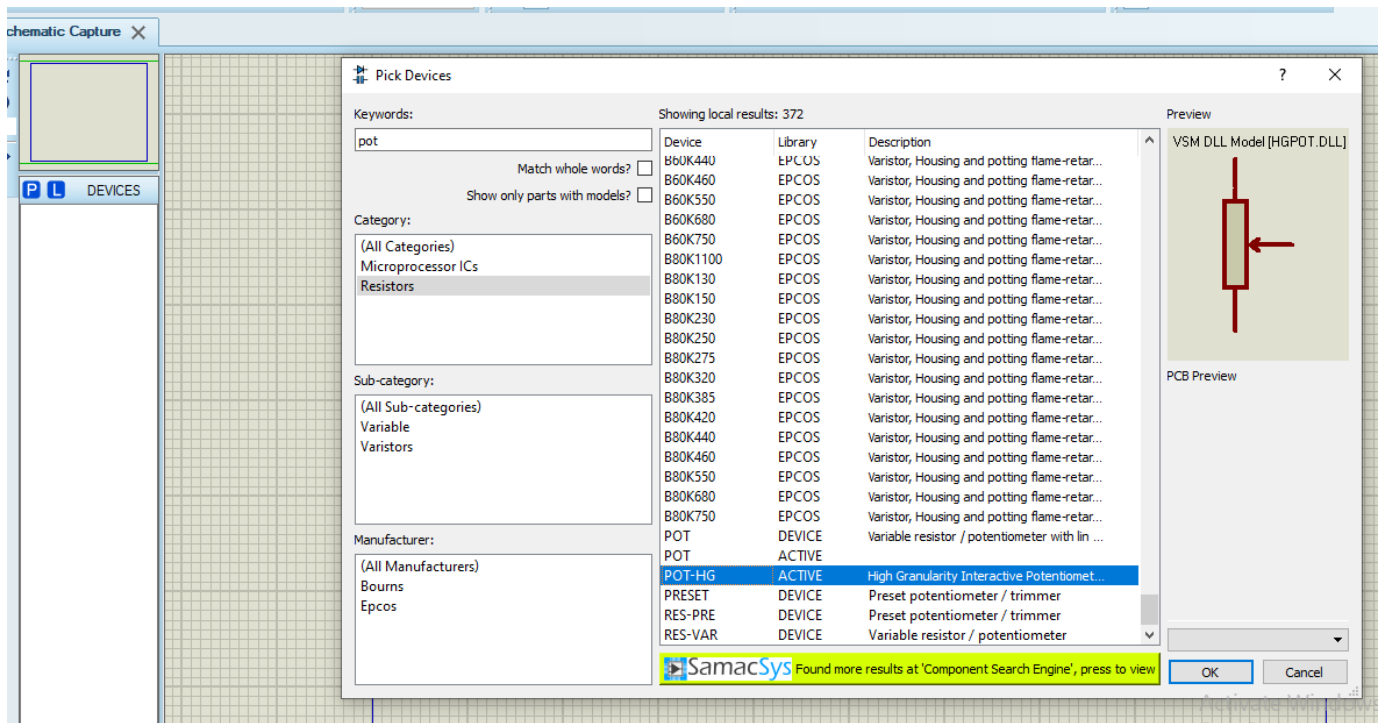 chematic Capture
Pick Devices
?
Keywords:
pot
Match whole words?
Show only parts with models?
Category:
(All Categories)
Microprocessor ICs
Resistors
Sub-category:
(All Sub-categories)
Variable
Varistors
Manufacturer:
(All Manufacturers)
Bourns
Epcos
Showing local results: 372
Device Library Description
B60K440 EPCOS Varistor, Housing and potting flame-retar...
B60K460 EPCOS Varistor, Housing and potting flame-retar...
B60K550 EPCOS Varistor, Housing and potting flame-retar...
B60K680 EPCOS Varistor, Housing and potting flame-retar...
B60K750 EPCOS Varistor, Housing and potting flame-retar...
B80K1100 EPCOS Varistor, Housing and potting flame-retar...
B80K130 EPCOS Varistor, Housing and potting flame-retar...
B80K150 EPCOS Varistor, Housing and potting flame-retar...
B80K230 EPCOS Varistor, Housing and potting flame-retar...
B80K250 EPCOS Varistor, Housing and potting flame-retar...
B80K275 EPCOS Varistor, Housing and potting flame-retar...
B80K320 EPCOS Varistor, Housing and potting flame-retar...
B80K385 EPCOS Varistor, Housing and potting flame-retar...
B80K420 EPCOS Varistor, Housing and potting flame-retar...
B80K440 EPCOS Varistor, Housing and potting flame-retar...
B80K460 EPCOS Varistor, Housing and potting flame-retar...
B80K550 EPCOS Varistor, Housing and potting flame-retar...
B80K680 EPCOS Varistor, Housing and potting flame-retar...
B80K750 EPCOS Varistor, Housing and potting flame-retar...
POT DEVICE Variable resistor / potentiometer with lin ...
POT ACTIVE
POT-HG ACTIVE High Granularity Interactive Potentiomet...
PRESET DEVICE Preset potentiometer / trimmer
RES-PRE DEVICE Preset potentiometer / trimmer
RES-VAR DEVICE Variable resistor / potentiometer
SamacSys Found more results at 'Component Search Engine', press to view
Preview
VSM DLL Model [HGPOT.DLL]
PCB Preview
OK Cancel
P L DEVICES
Activate Windows